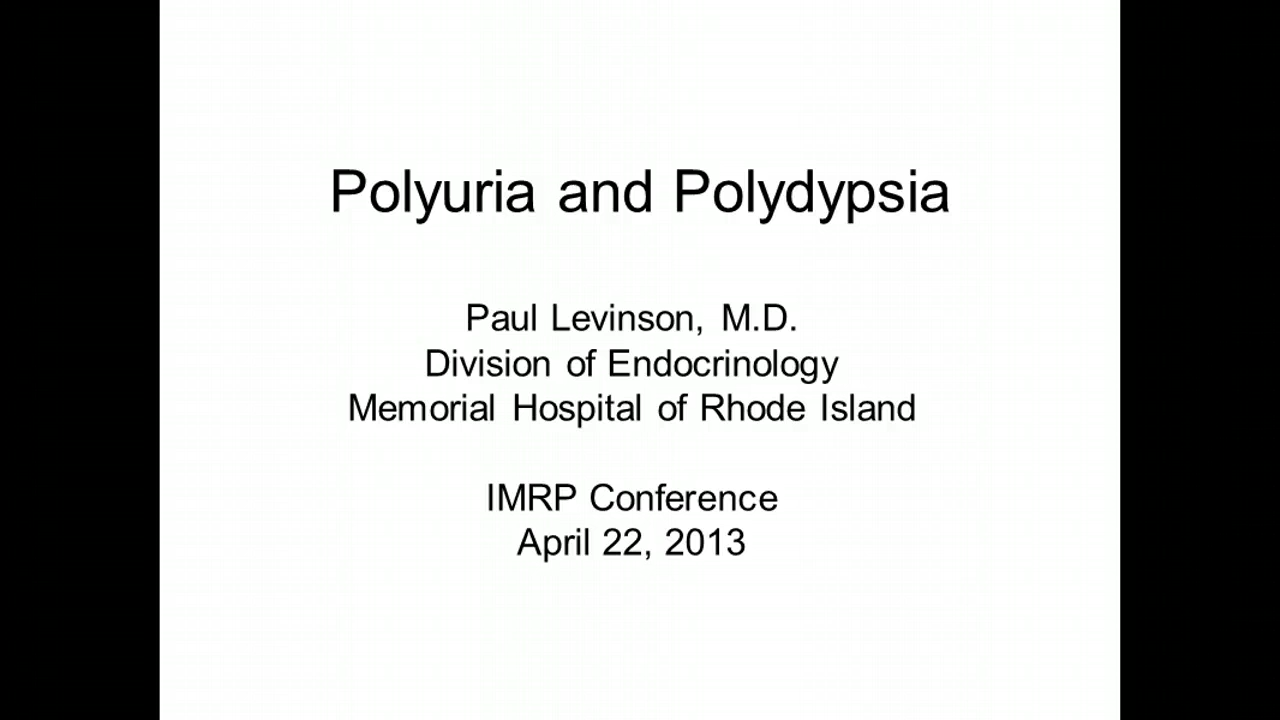 Polyuria and Polydypsia
Paul Levinson, M.D.
Division of Endocrinology
Memorial Hospital of Rhode Island
IMRP Conference
April 22, 2013